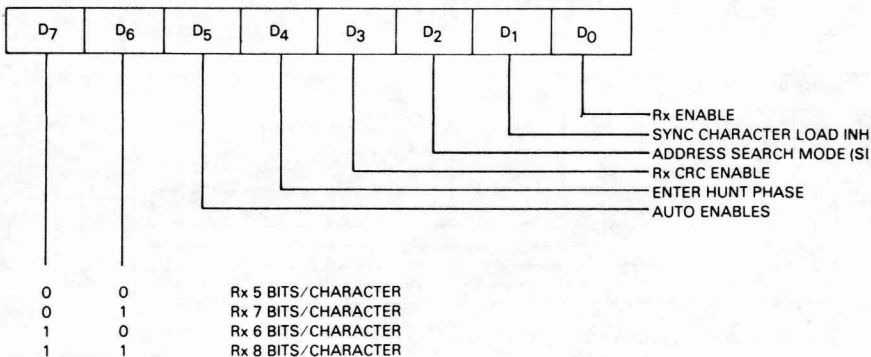 D7 D6 D5 D4 D3 D2 D1 D0
Rx ENABLE
SYNC CHARACTER LOAD INH
ADDRESS SEARCH MODE (SI
Rx CRC ENABLE
ENTER HUNT PHASE
AUTO ENABLES
0 0 Rx 5 BITS/CHARACTER
0 1 Rx 7 BITS/CHARACTER
1 0 Rx 6 BITS/CHARACTER
1 1 Rx 8 BITS/CHARACTER